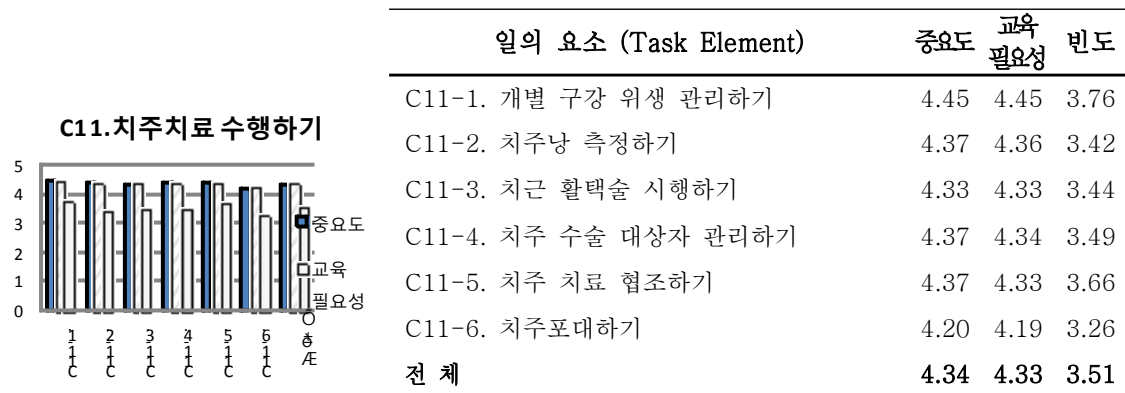 C11.치주치료 수행하기
5
4
3
2
1
0
중요도
교육
필요성
일의 요소 (Task Element) 중요도 교육 필요성 빈도
C11-1. 개별 구강 위생 관리하기 4.45 4.45 3.76
C11-2. 치주낭 측정하기 4.37 4.36 3.42
C11-3. 치근 활택술 시행하기 4.33 4.33 3.44
C11-4. 치주 수술 대상자 관리하기 4.37 4.34 3.49
C11-5. 치주 치료 협조하기 4.37 4.33 3.66
C11-6. 치주포대하기 4.20 4.19 3.26
전 체 4.34 4.33 3.51